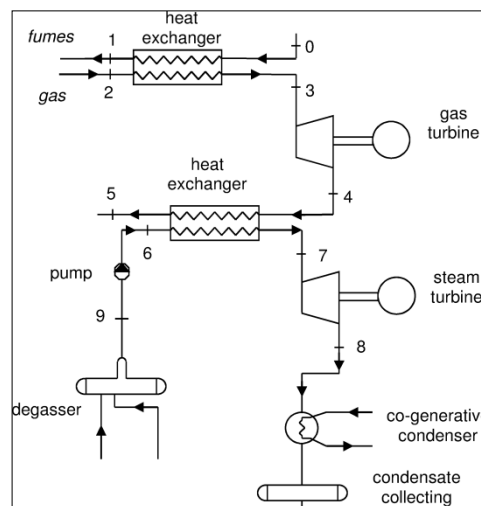 heat
exchanger
fumes
1
0
gas
2
3
gas
turbine
heat
exchanger
4
5
6
7
pump
steam
turbine
9
8
degasser
co-generative
condenser
condensate
collecting